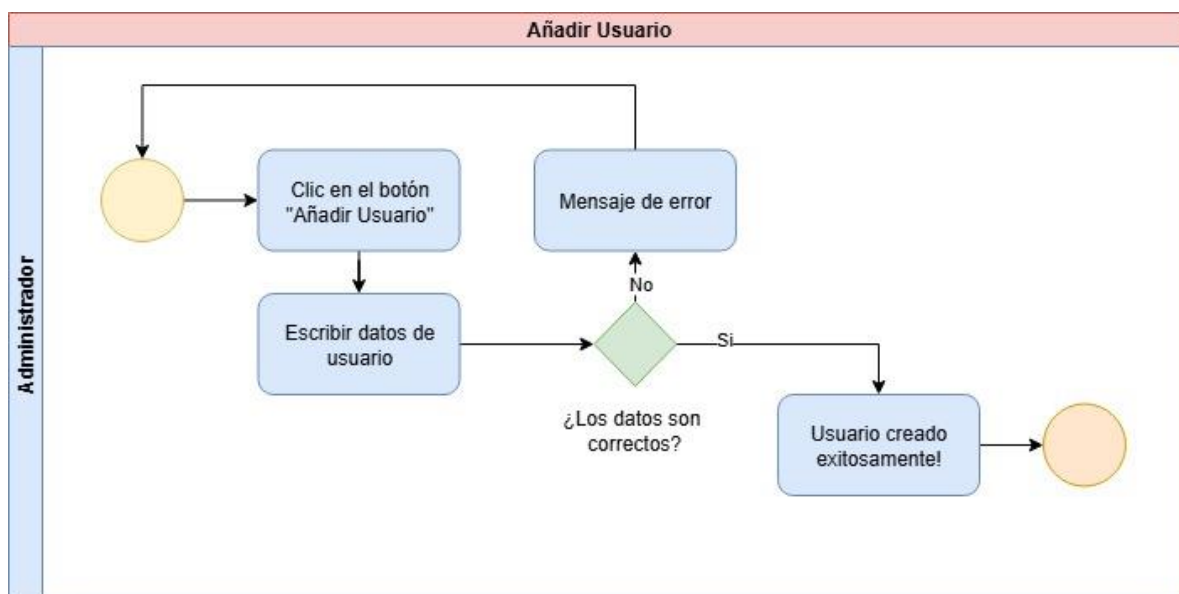 Añadir Usuario
Administrador
Clic en el botón
"Añadir Usuario"
Mensaje de error
No
Escribir datos de
usuario
Si
¿Los datos son
correctos?
Usuario creado
exitosamente!